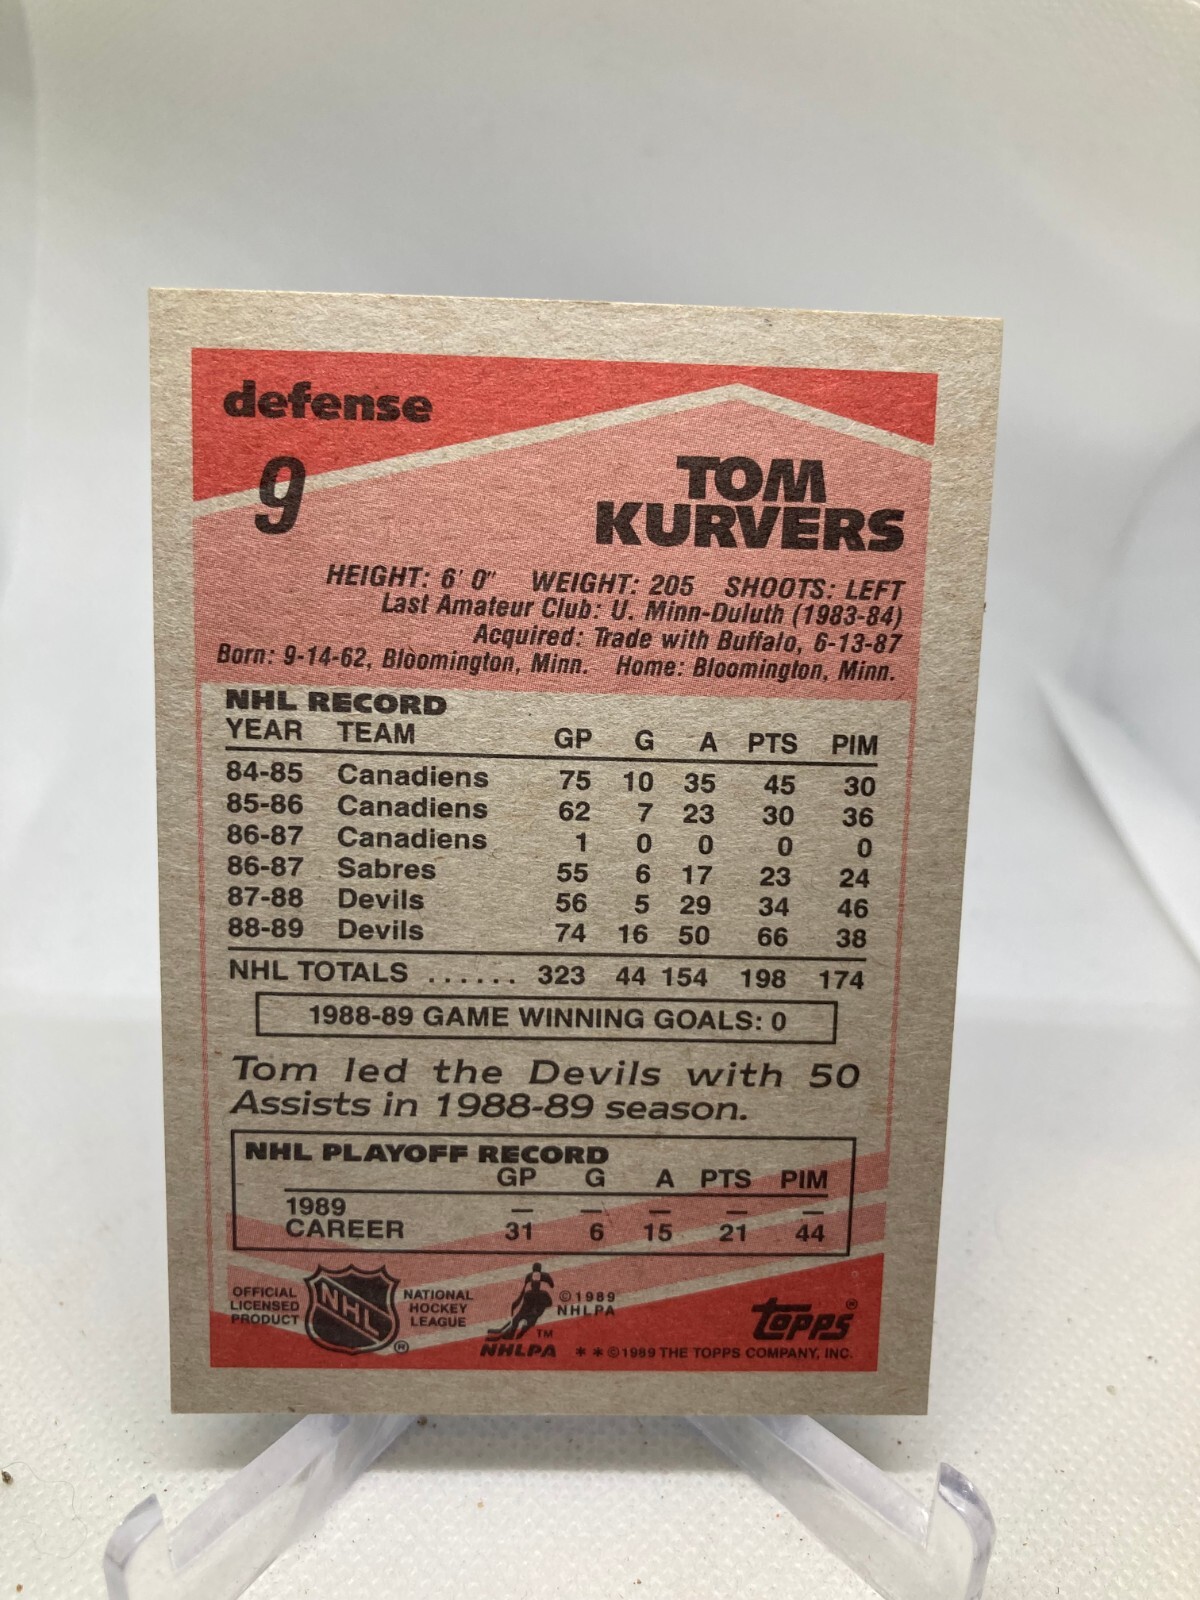 defense
9
TOM
KURVERS
HEIGHT: 6' 0" WEIGHT: 205 SHOOTS: LEFT
Last Amateur Club: U. Minn-Duluth (1983-84)
Acquired: Trade with Buffalo, 6-13-87
Born: 9-14-62, Bloomington, Minn. Home: Bloomington, Minn.
NHL RECORD
YEAR TEAM GP G A PTS PIM
84-85 Canadiens 75 10 35 45 30
85-86 Canadiens 62 7 23 30 36
86-87 Canadiens 1 0 0 0 0
86-87 Sabres 55 6 17 23 24
87-88 Devils 56 5 29 34 46
88-89 Devils 74 16 50 66 38
NHL TOTALS ...... 323 44 154 198 174
1988-89 GAME WINNING GOALS: 0
Tom led the Devils with 50
Assists in 1988-89 season.
NHL PLAYOFF RECORD
GP G A PTS PIM
1989 — — — — —
CAREER 31 6 15 21 44
OFFICIAL
LICENSED
PRODUCT
NHL
®
NATIONAL
HOCKEY
LEAGUE
TM
NHLPA
©1989
NHLPA
topps®
* * ©1989 THE TOPPS COMPANY, INC.